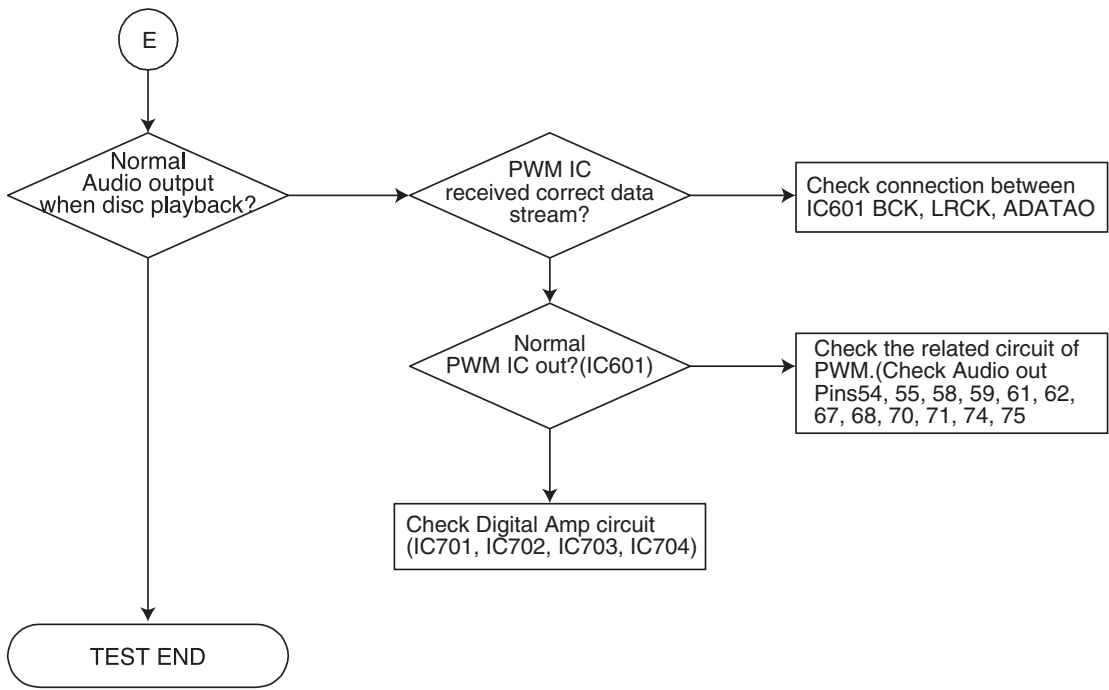 E
Normal
Audio output
when disc playback?
PWM IC
received correct data
stream?
Check connection between
IC601 BCK, LRCK, ADATAO
Normal
PWM IC out?(IC601)
Check the related circuit of
PWM.(Check Audio out
Pins54, 55, 58, 59, 61, 62,
67, 68, 70, 71, 74, 75
Check Digital Amp circuit
(IC701, IC702, IC703, IC704)
TEST END